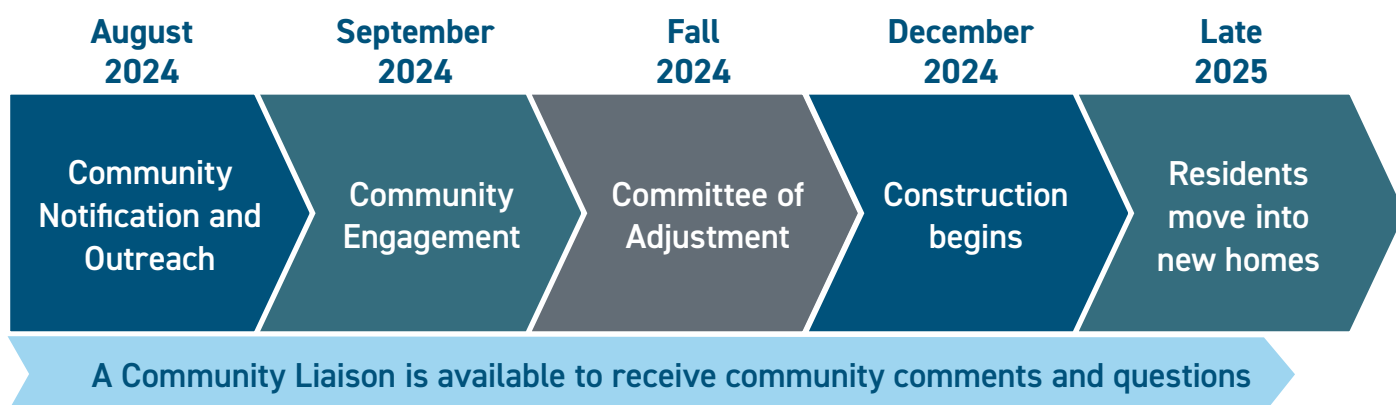 August
2024
September
2024
Fall
2024
December
2024
Late
2025
Community
Notification and
Outreach
Community
Engagement
Committee of
Adjustment
Construction
begins
Residents
move into
new homes
A Community Liaison is available to receive community comments and questions